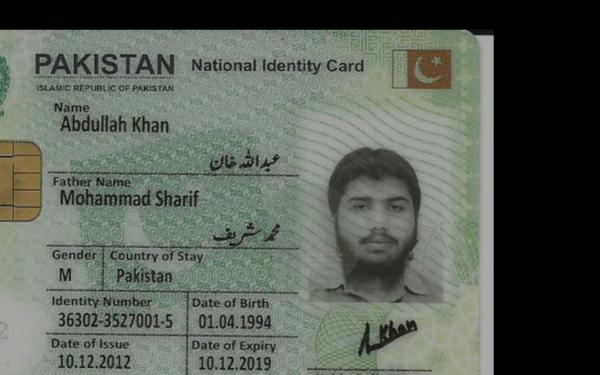 PAKISTAN National Identity Card
ISLAMIC REPUBLIC OF PAKISTAN
Name
Abdullah Khan
عبداللہ خان
Father Name
Mohammad Sharif
محمد شریف
Gender Country of Stay
M Pakistan
Identity Number Date of Birth
36302-3527001-5 01.04.1994
Date of Issue Date of Expiry
10.12.2012 10.12.2019
Khan